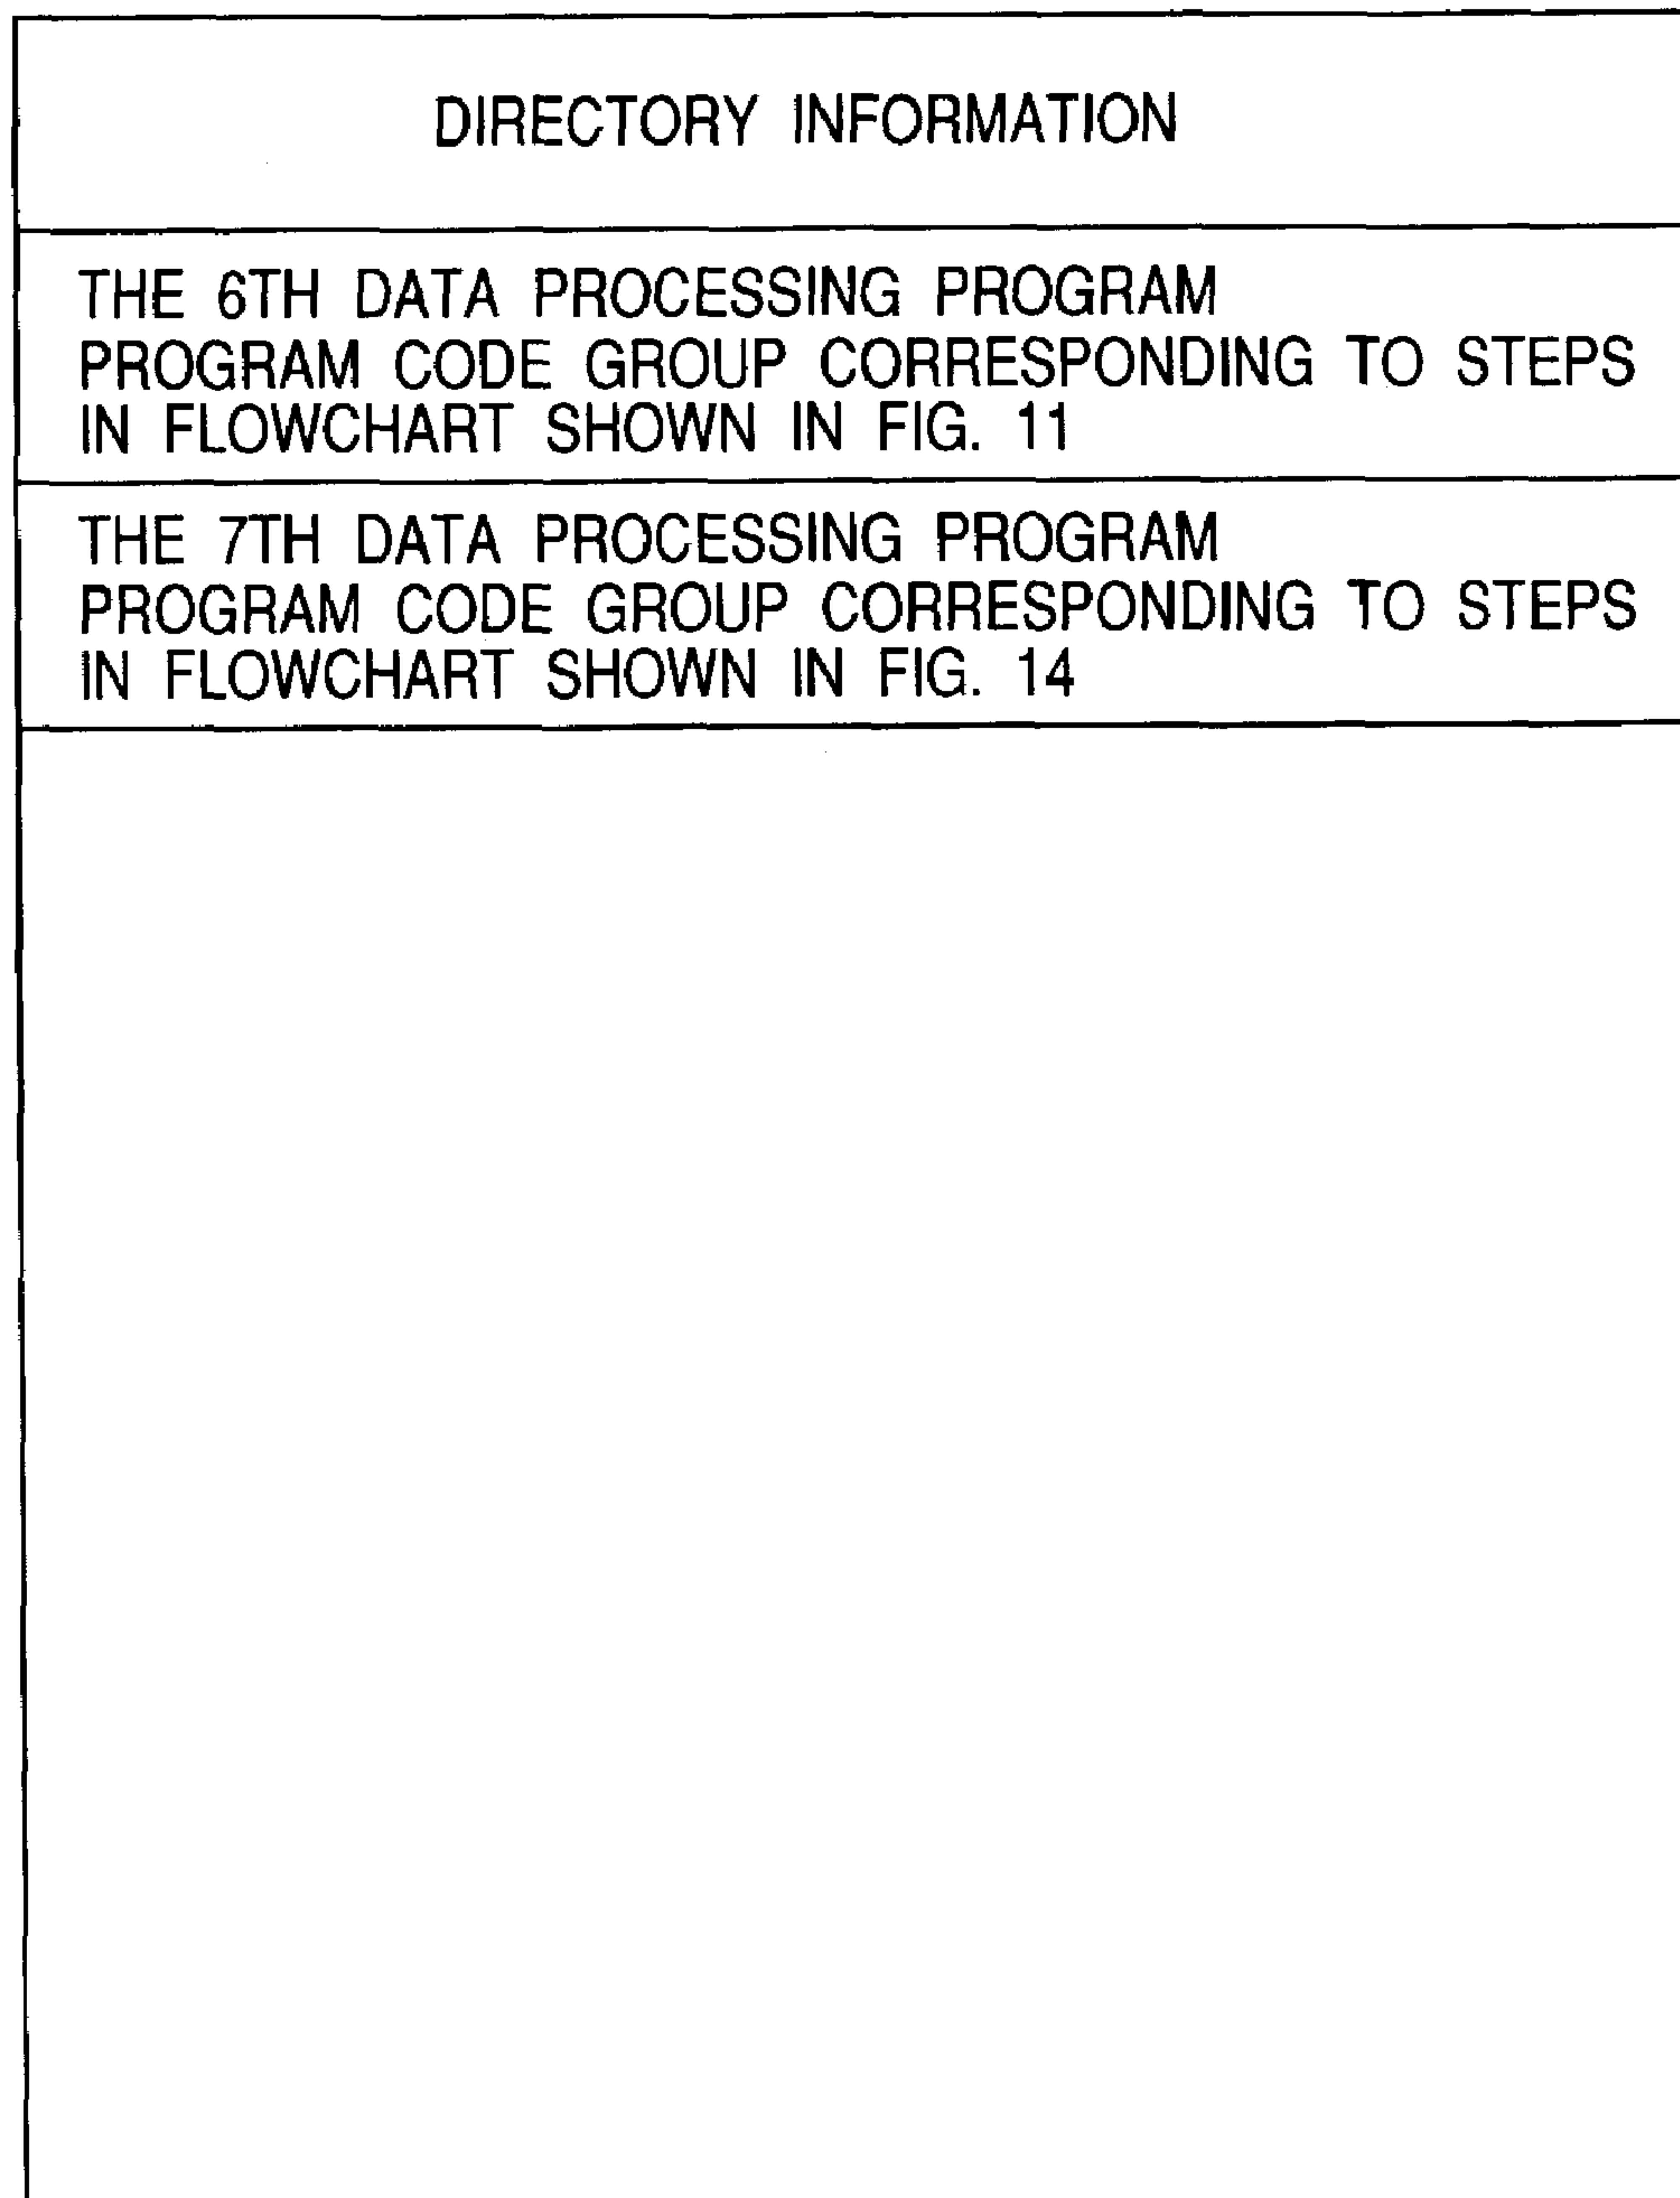 DIRECTORY INFORMATION
THE 6TH DATA PROCESSING PROGRAM
PROGRAM CODE GROUP CORRESPONDING TO STEPS
IN FLOWCHART SHOWN IN FIG. 11
THE 7TH DATA PROCESSING PROGRAM
PROGRAM CODE GROUP CORRESPONDING TO STEPS
IN FLOWCHART SHOWN IN FIG. 14